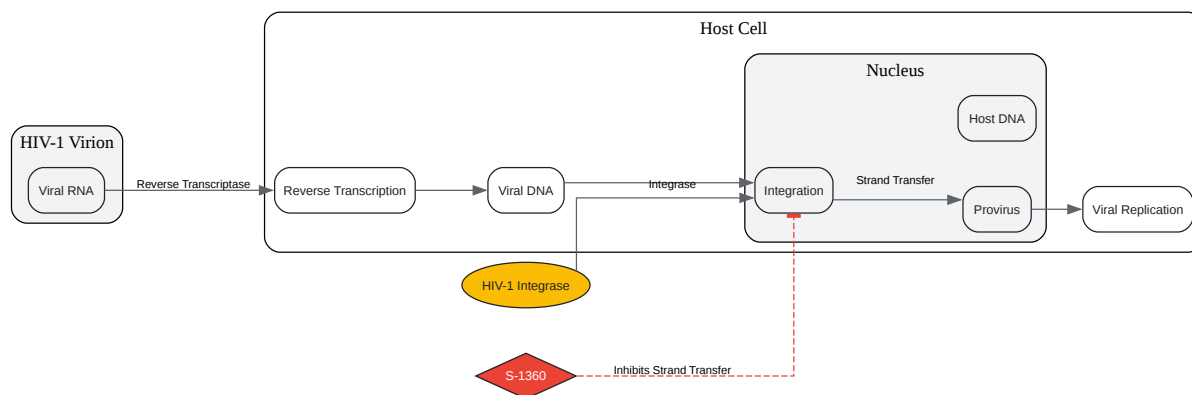 Host Cell
Nucleus
Host DNA
HIV-1 Virion
Viral RNA
Reverse Transcriptase
Reverse Transcription
Viral DNA
Integrase
Integration
Strand Transfer
Provirus
Viral Replication
HIV-1 Integrase
S-1360
Inhibits Strand Transfer